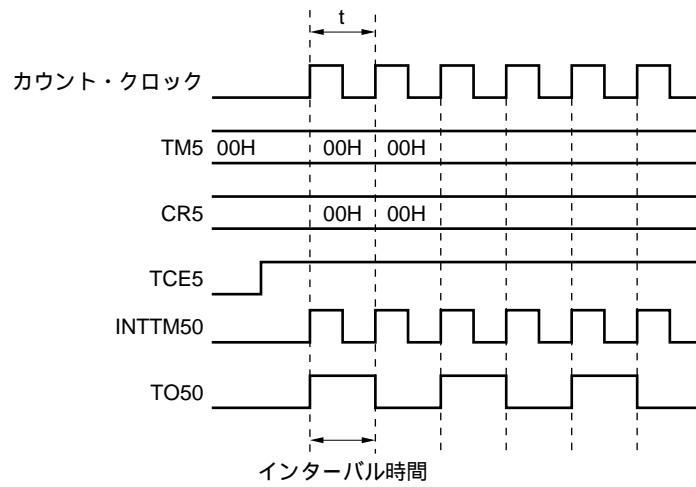 t
カウント・クロック
TM5 00H 00H 00H
CR5 00H 00H
TCE5
INTTM50
TO50
インターバル時間